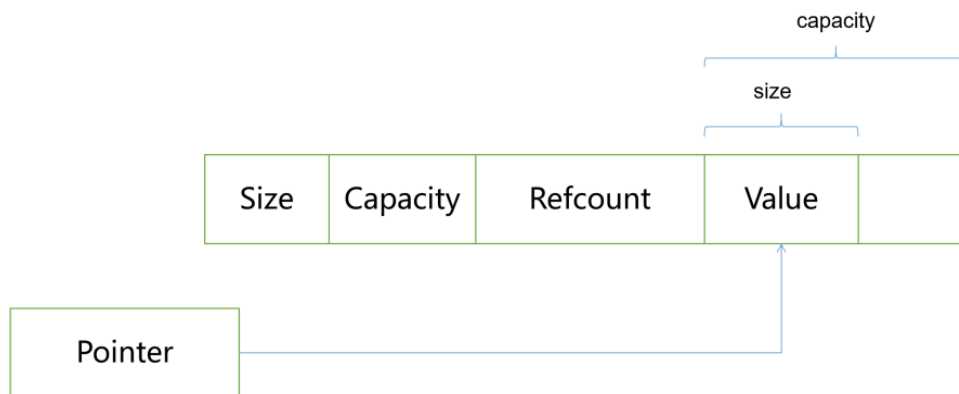 capacity
size
Size
Capacity
Refcount
Value
Pointer